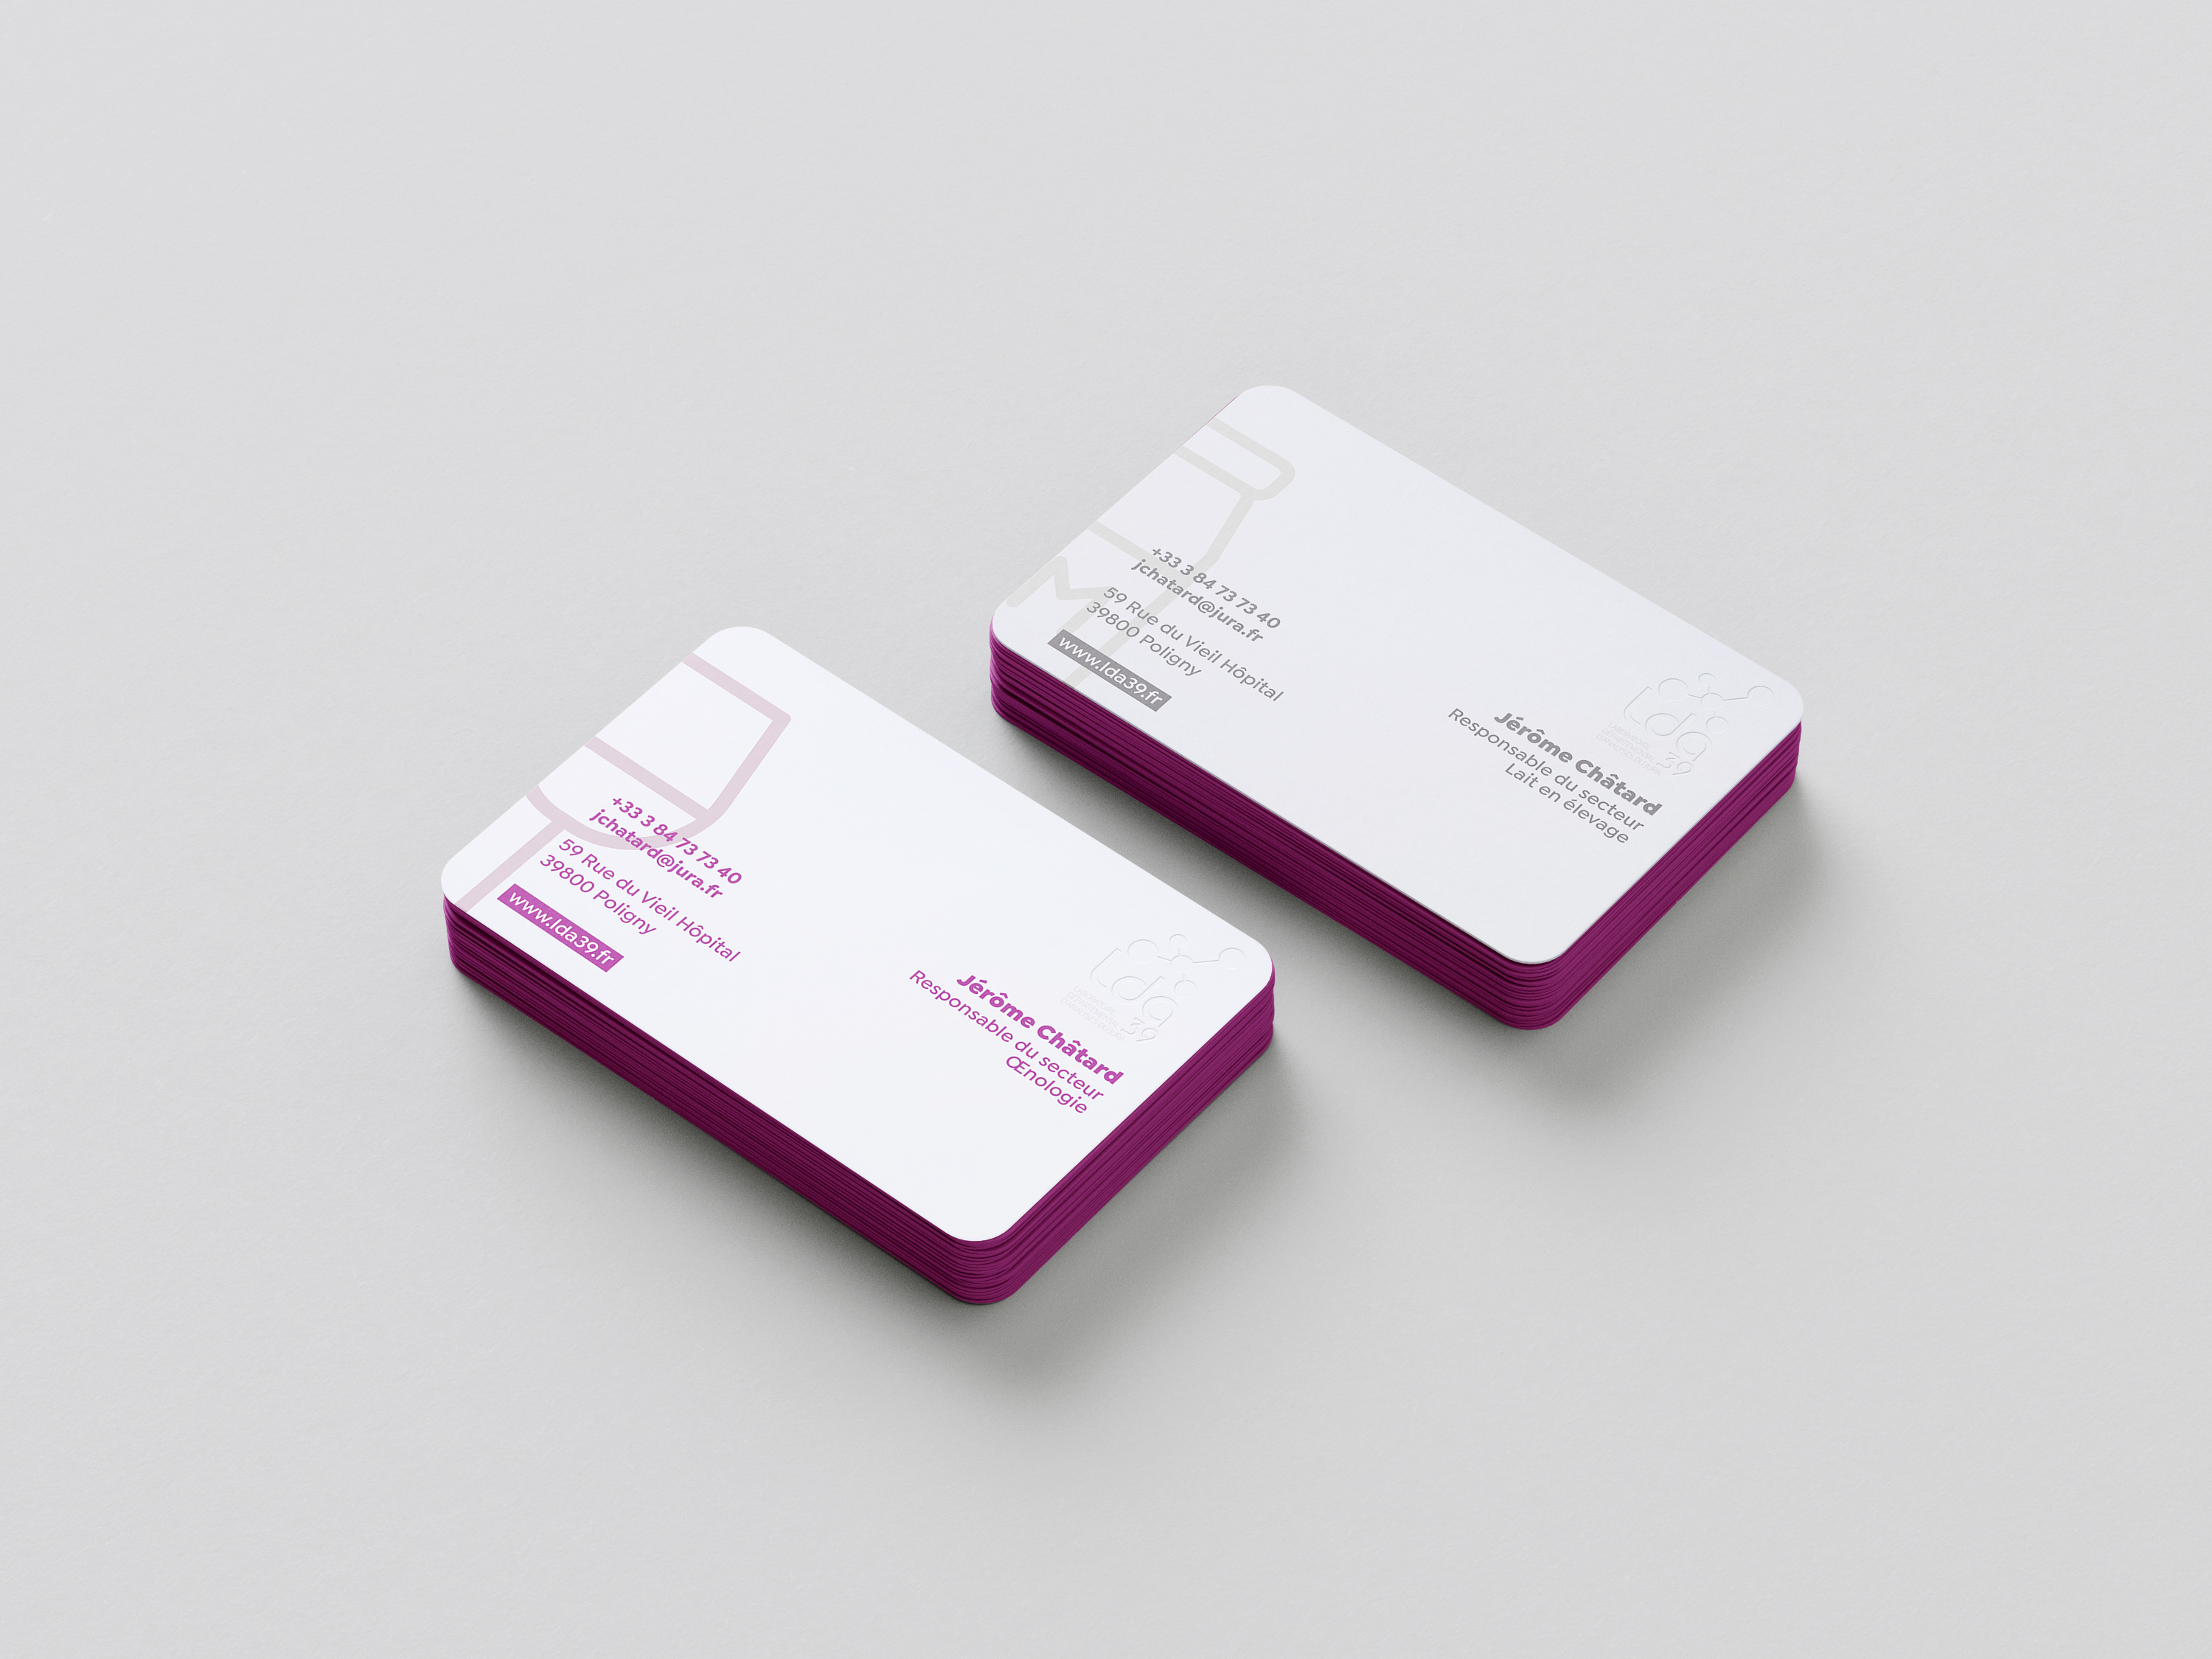 +33 3 84 73 73 40
jchatard@jura.fr
59 Rue du Vieil Hôpital
39800 Poligny
www.lda39.fr
lda
39
Jérôme Châtard
Responsable du secteur
Œnologie
+33 3 84 73 73 40
jchatard@jura.fr
59 Rue du Vieil Hôpital
39800 Poligny
www.lda39.fr
lda
39
Jérôme Châtard
Responsable du secteur
Lait en élevage